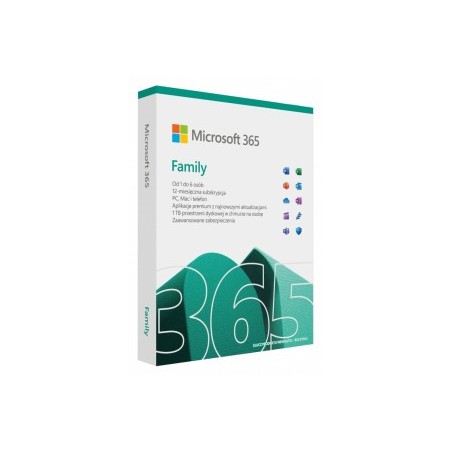 Microsoft 365
Family
Od 1 do 6 osób
12-miesięczna subskrypcja
PC, Mac i telefon
Aplikacje premium z najnowszymi aktualizacjami
1 TB przestrzeni dyskowej w chmurze na osobę
Zaawansowane zabezpieczenia
365
Microsoft 365
Family